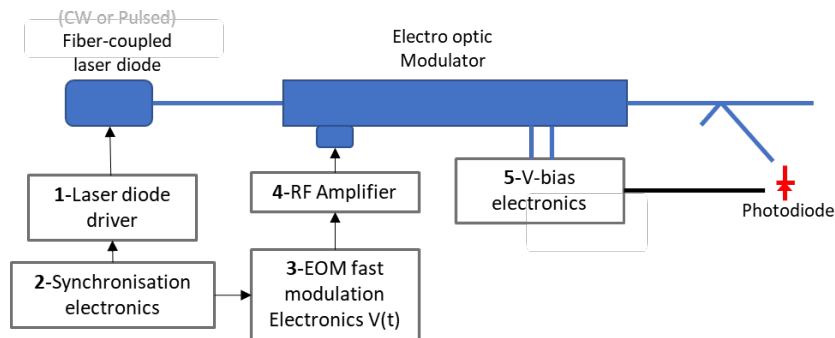 (CW or Pulsed)
Fiber-coupled
laser diode
Electro optic
Modulator
1-Laser diode
driver
4-RF Amplifier
5-V-bias
electronics
Photodiode
2-Synchronisation
electronics
3-EOM fast
modulation
Electronics V(t)